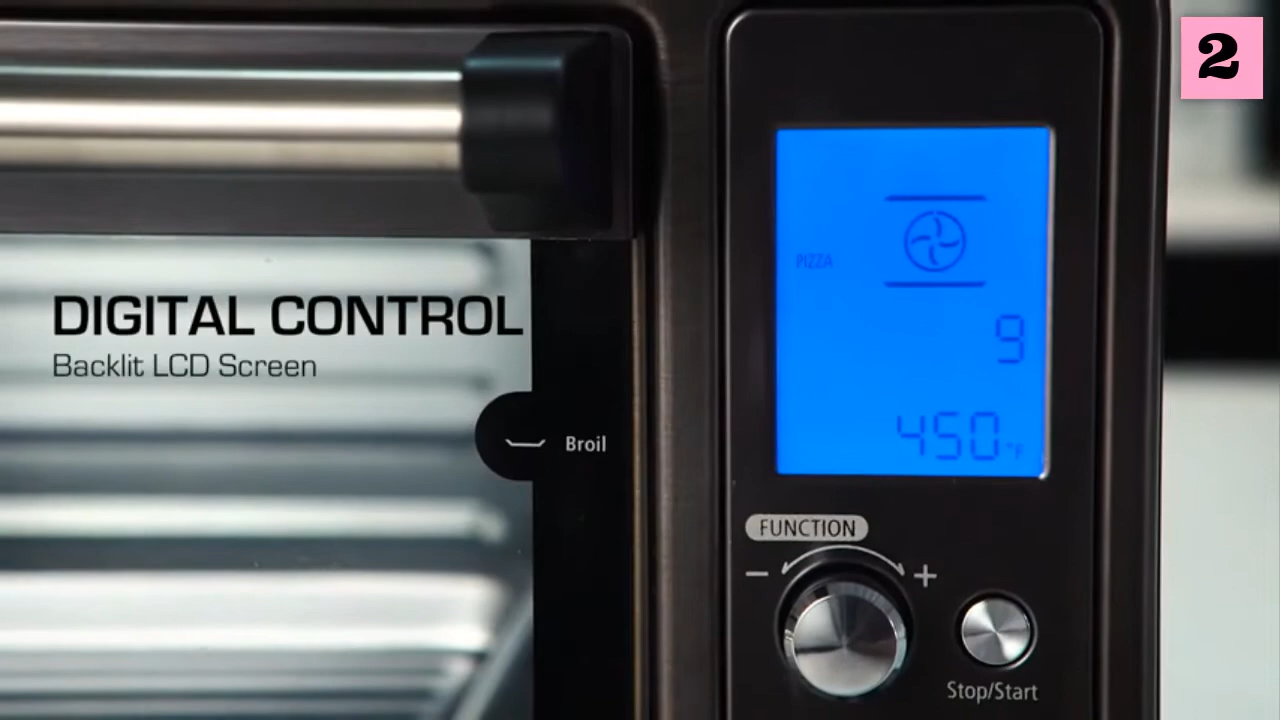 2
DIGITAL CONTROL
Backlit LCD Screen
PIZZA
9
450°F
Broil
FUNCTION
− +
Stop/Start